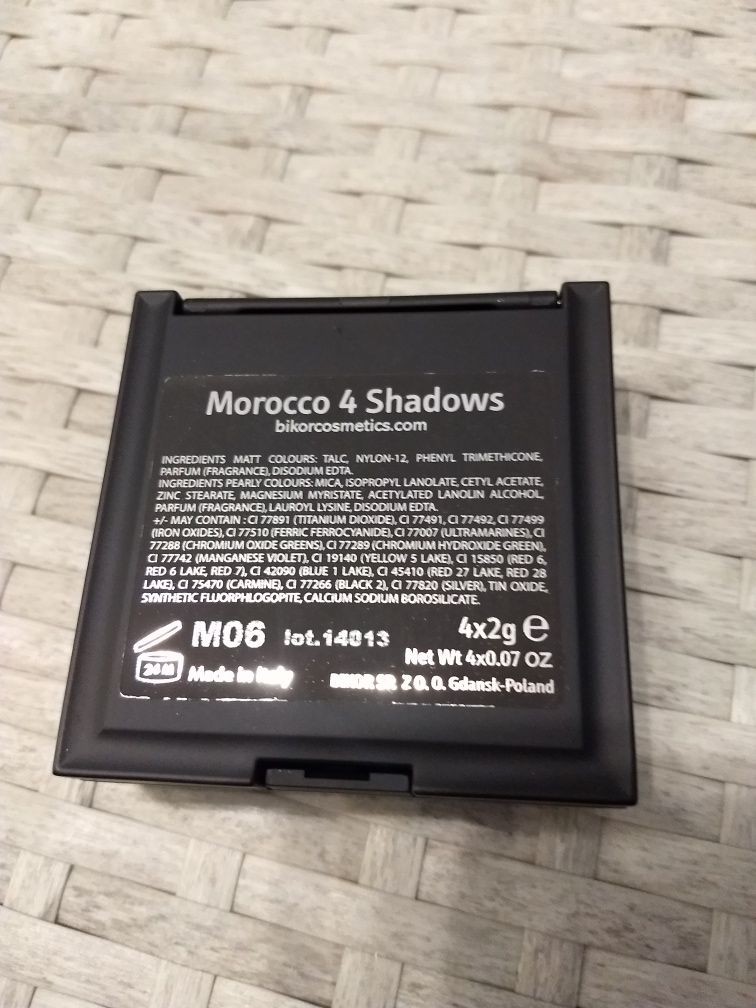 Morocco 4 Shadows
bikorcosmetics.com
INGREDIENTS MATT COLOURS: TALC, NYLON-12, PHENYL TRIMETHICONE,
PARFUM (FRAGRANCE), DISODIUM EDTA.
INGREDIENTS PEARLY COLOURS: MICA, ISOPROPYL LANOLATE, CETYL ACETATE,
ZINC STEARATE, MAGNESIUM MYRISTATE, ACETYLATED LANOLIN ALCOHOL,
PARFUM (FRAGRANCE), LAUROYL LYSINE, DISODIUM EDTA.
+/- MAY CONTAIN : CI 77891 (TITANIUM DIOXIDE), CI 77491, CI 77492, CI 77499
(IRON OXIDES), CI 77510 (FERRIC FERROCYANIDE), CI 77007 (ULTRAMARINES), CI
77288 (CHROMIUM OXIDE GREENS), CI 77289 (CHROMIUM HYDROXIDE GREEN),
CI 77742 (MANGANESE VIOLET), CI 19140 (YELLOW 5 LAKE), CI 15850 (RED 6,
RED 6 LAKE, RED 7), CI 42090 (BLUE 1 LAKE), CI 45410 (RED 27 LAKE, RED 28
LAKE), CI 75470 (CARMINE), CI 77266 (BLACK 2), CI 77820 (SILVER), TIN OXIDE,
SYNTHETIC FLUORPHLOGOPITE, CALCIUM SODIUM BOROSILICATE.
M06 lot.14013 4x2g e
Net Wt 4x0.07 OZ
24 M Made in Italy BIKOR SP. Z O. O. Gdansk-Poland